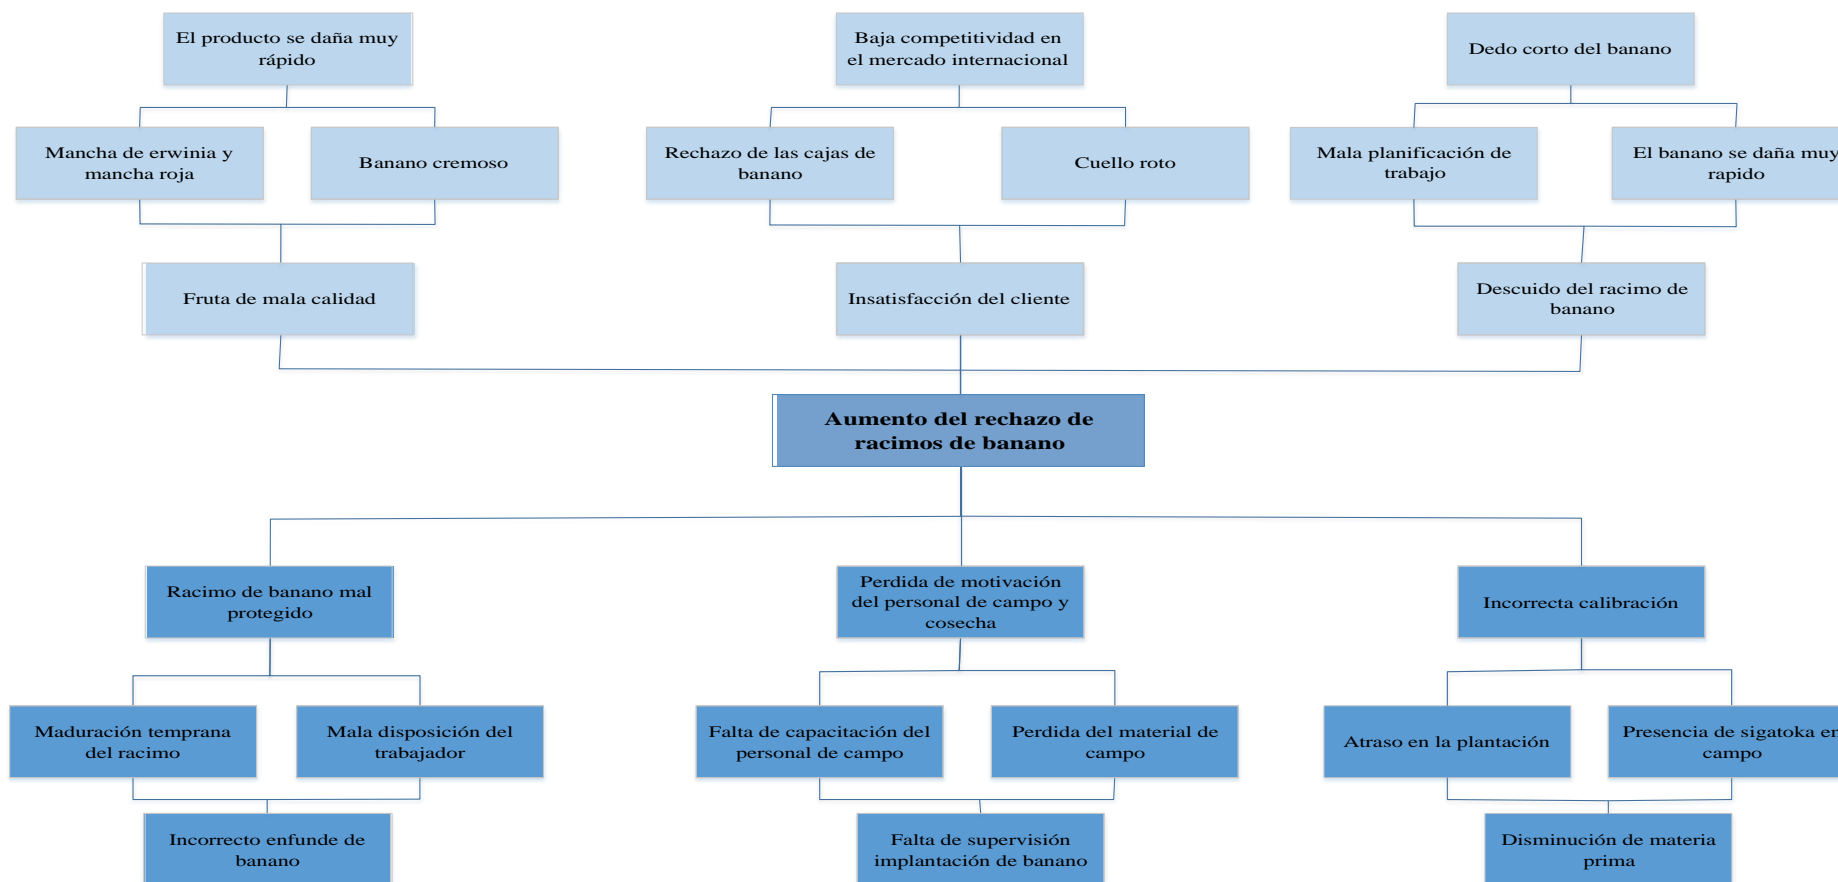 El producto se daña muy
rápido
Baja competitividad en
el mercado internacional
Dedo corto del banano
Mancha de erwinia y
mancha roja
Banano cremoso
Rechazo de las cajas de
banano
Cuello roto
Mala planificación de
trabajo
El banano se daña muy
rapido
Fruta de mala calidad
Insatisfacción del cliente
Descuido del racimo de
banano
Aumento del rechazo de
racimos de banano
Racimo de banano mal
protegido
Perdida de motivación
del personal de campo y
cosecha
Incorrecta calibración
Maduración temprana
del racimo
Mala disposición del
trabajador
Falta de capacitación del
personal de campo
Perdida del material de
campo
Atraso en la plantación
Presencia de sigatoka en
campo
Incorrecto enfunde de
banano
Falta de supervisión
implantación de banano
Disminución de materia
prima